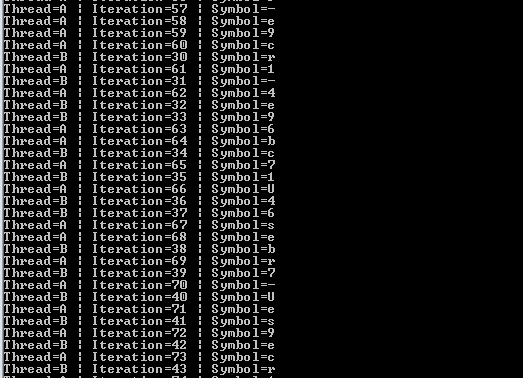 Thread=A ¦ Iteration=57 ¦ Symbol=-
Thread=A ¦ Iteration=58 ¦ Symbol=e
Thread=A ¦ Iteration=59 ¦ Symbol=9
Thread=A ¦ Iteration=60 ¦ Symbol=c
Thread=B ¦ Iteration=30 ¦ Symbol=r
Thread=A ¦ Iteration=61 ¦ Symbol=1
Thread=B ¦ Iteration=31 ¦ Symbol=-
Thread=A ¦ Iteration=62 ¦ Symbol=4
Thread=B ¦ Iteration=32 ¦ Symbol=e
Thread=B ¦ Iteration=33 ¦ Symbol=9
Thread=A ¦ Iteration=63 ¦ Symbol=6
Thread=A ¦ Iteration=64 ¦ Symbol=b
Thread=B ¦ Iteration=34 ¦ Symbol=c
Thread=A ¦ Iteration=65 ¦ Symbol=7
Thread=B ¦ Iteration=35 ¦ Symbol=1
Thread=A ¦ Iteration=66 ¦ Symbol=U
Thread=B ¦ Iteration=36 ¦ Symbol=4
Thread=B ¦ Iteration=37 ¦ Symbol=6
Thread=A ¦ Iteration=67 ¦ Symbol=s
Thread=A ¦ Iteration=68 ¦ Symbol=e
Thread=B ¦ Iteration=38 ¦ Symbol=b
Thread=A ¦ Iteration=69 ¦ Symbol=r
Thread=B ¦ Iteration=39 ¦ Symbol=7
Thread=A ¦ Iteration=70 ¦ Symbol=-
Thread=B ¦ Iteration=40 ¦ Symbol=U
Thread=A ¦ Iteration=71 ¦ Symbol=e
Thread=B ¦ Iteration=41 ¦ Symbol=s
Thread=A ¦ Iteration=72 ¦ Symbol=9
Thread=B ¦ Iteration=42 ¦ Symbol=e
Thread=A ¦ Iteration=73 ¦ Symbol=c
Thread=B ¦ Iteration=43 ¦ Symbol=r